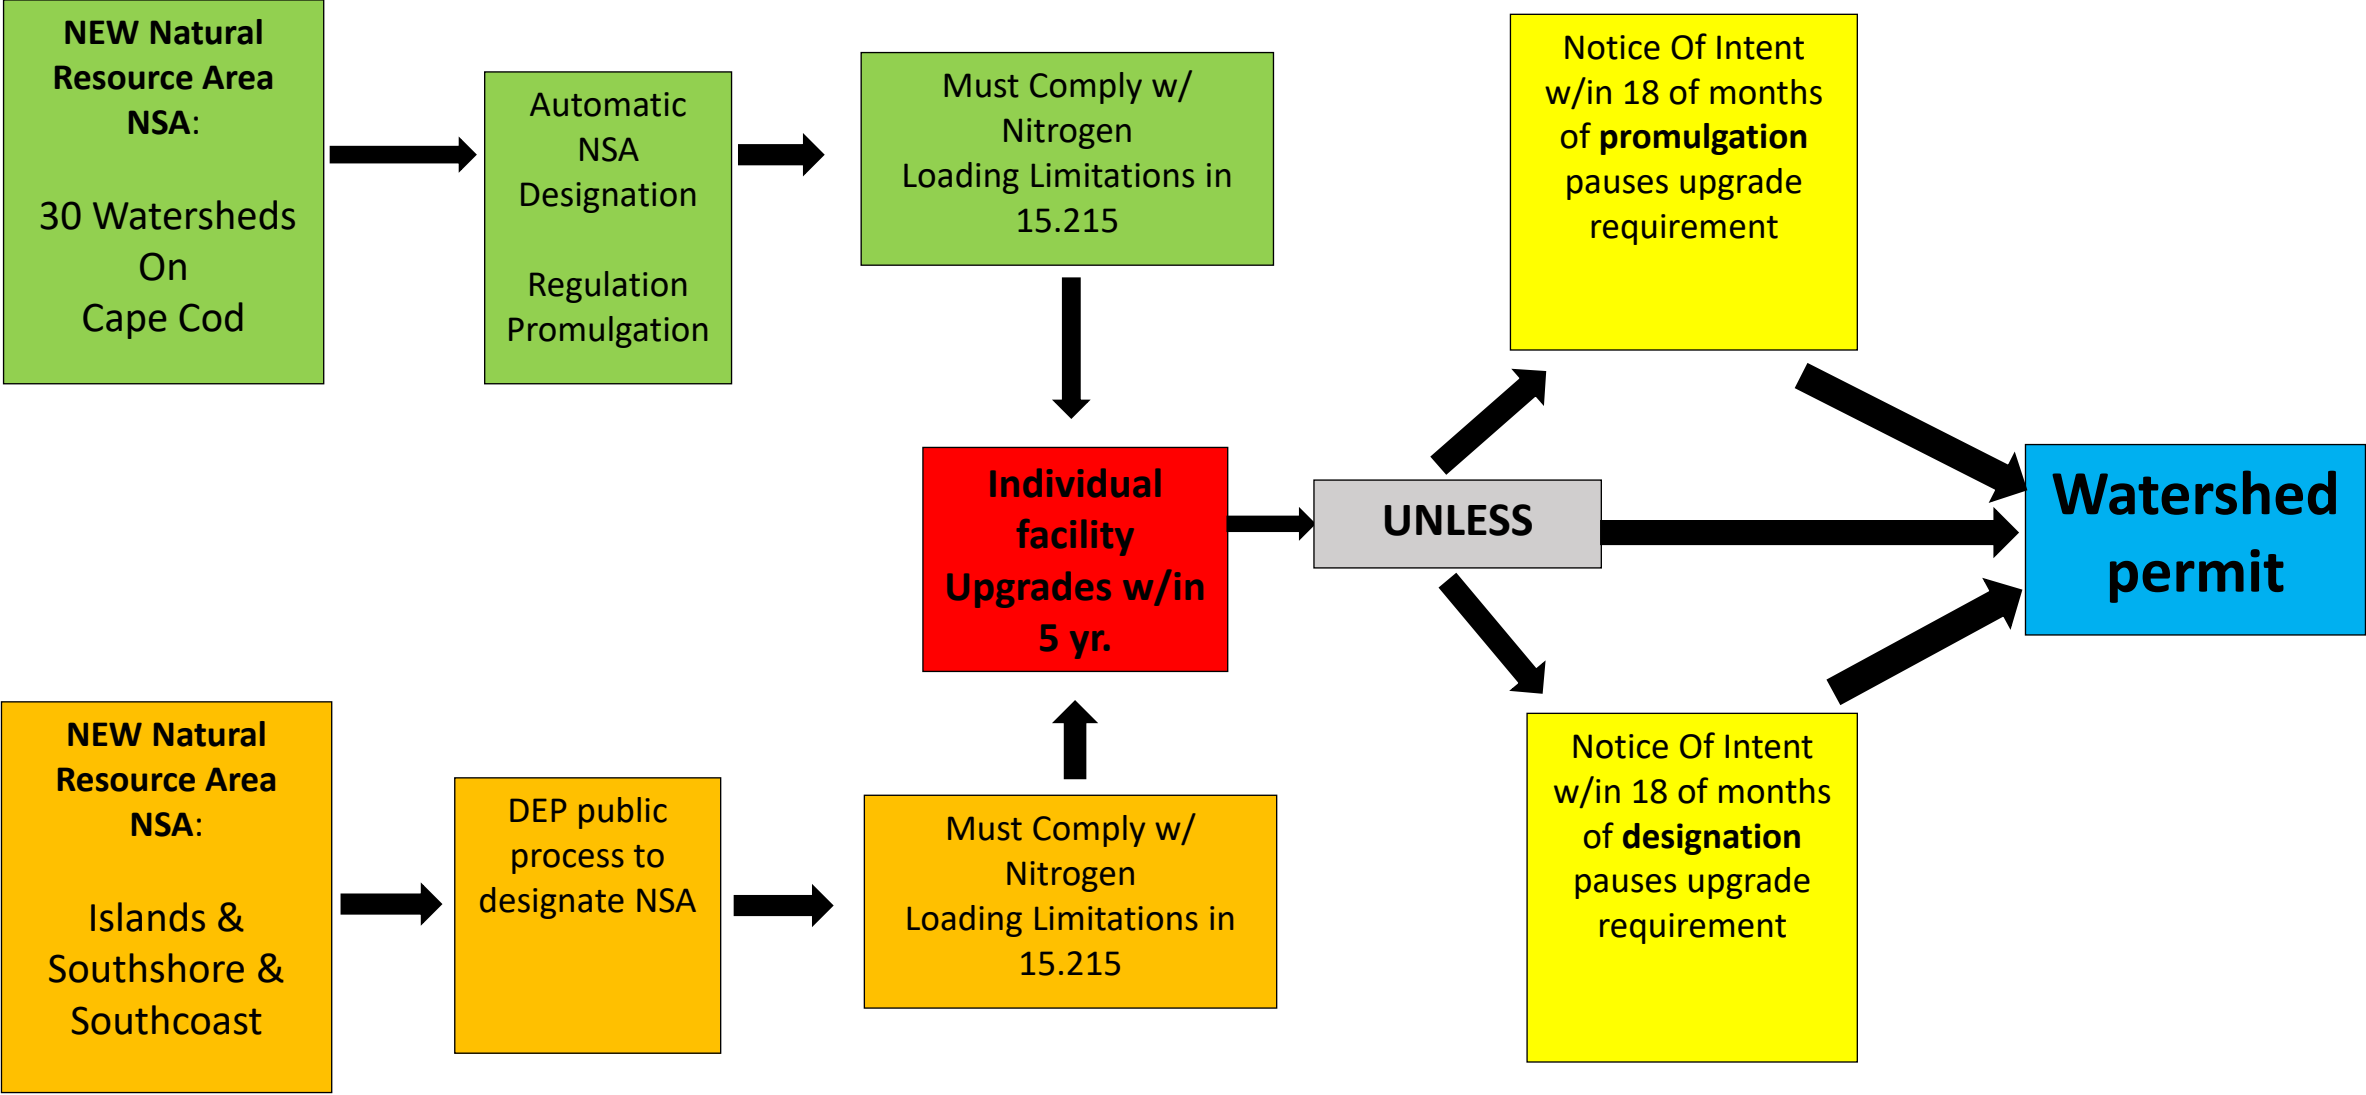 NEW Natural
Resource Area
NSA:
30 Watersheds
On
Cape Cod
Automatic
NSA
Designation
Regulation
Promulgation
Must Comply w/
Nitrogen
Loading Limitations in
15.215
Notice Of Intent
w/in 18 of months
of promulgation
pauses upgrade
requirement
Individual
facility
Upgrades w/in
5 yr.
UNLESS
Watershed
permit
NEW Natural
Resource Area
NSA:
Islands &
Southshore &
Southcoast
DEP public
process to
designate NSA
Must Comply w/
Nitrogen
Loading Limitations in
15.215
Notice Of Intent
w/in 18 of months
of designation
pauses upgrade
requirement